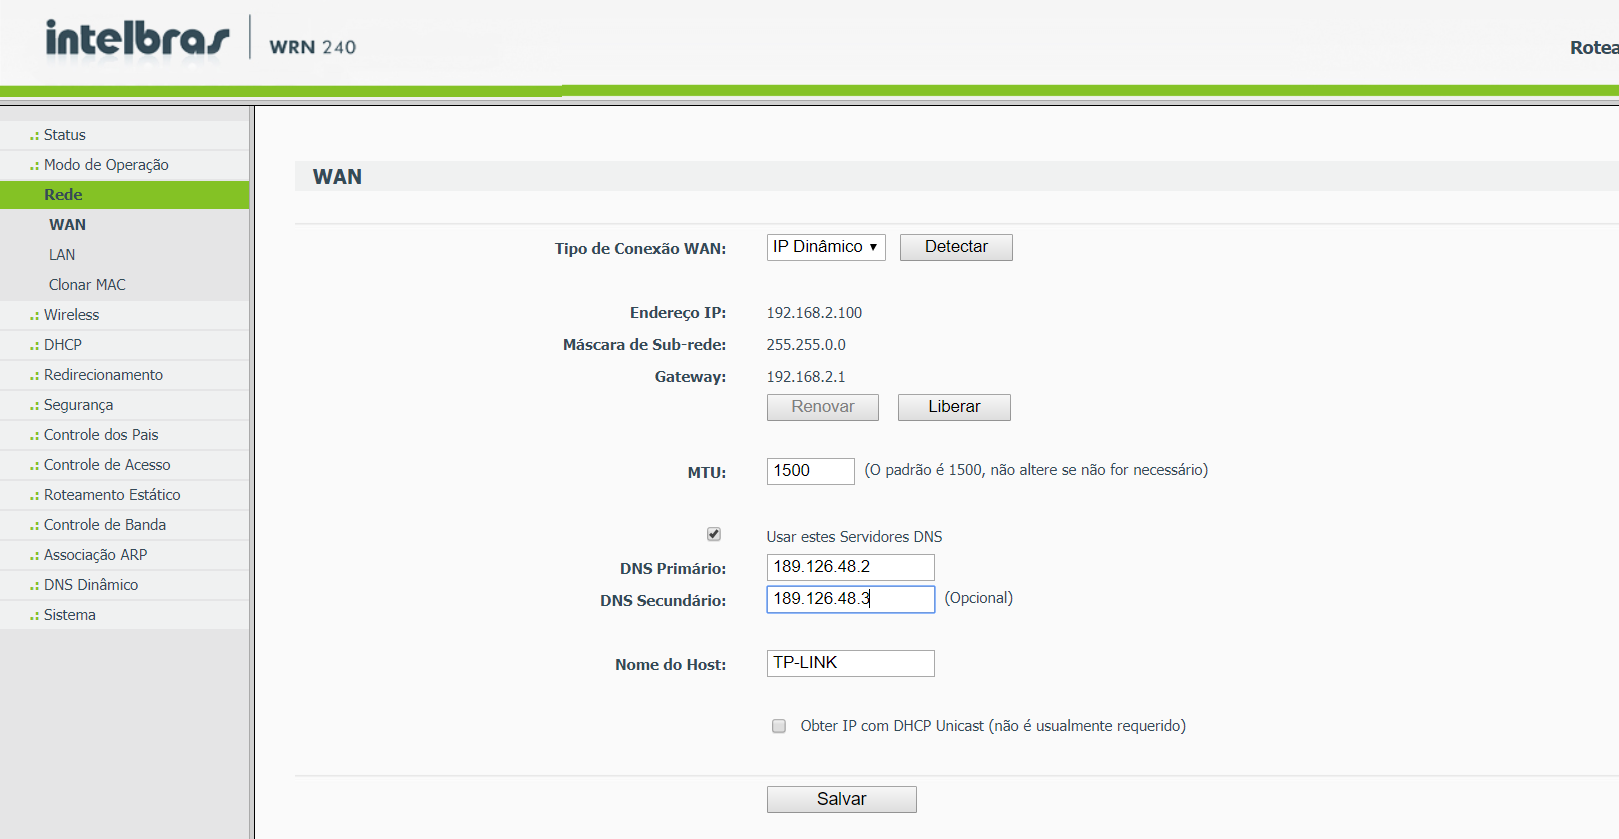 intelbras WRN 240
Rotea
.: Status
.: Modo de Operação
Rede
WAN
LAN
Clonar MAC
.: Wireless
.: DHCP
.: Redirecionamento
.: Segurança
.: Controle dos Pais
.: Controle de Acesso
.: Roteamento Estático
.: Controle de Banda
.: Associação ARP
.: DNS Dinâmico
.: Sistema
WAN
Tipo de Conexão WAN: IP Dinâmico Detectar
Endereço IP: 192.168.2.100
Máscara de Sub-rede: 255.255.0.0
Gateway: 192.168.2.1
Renovar Liberar
MTU: 1500 (O padrão é 1500, não altere se não for necessário)
Usar estes Servidores DNS
DNS Primário: 189.126.48.2
DNS Secundário: 189.126.48.3 (Opcional)
Nome do Host: TP-LINK
Obter IP com DHCP Unicast (não é usualmente requerido)
Salvar